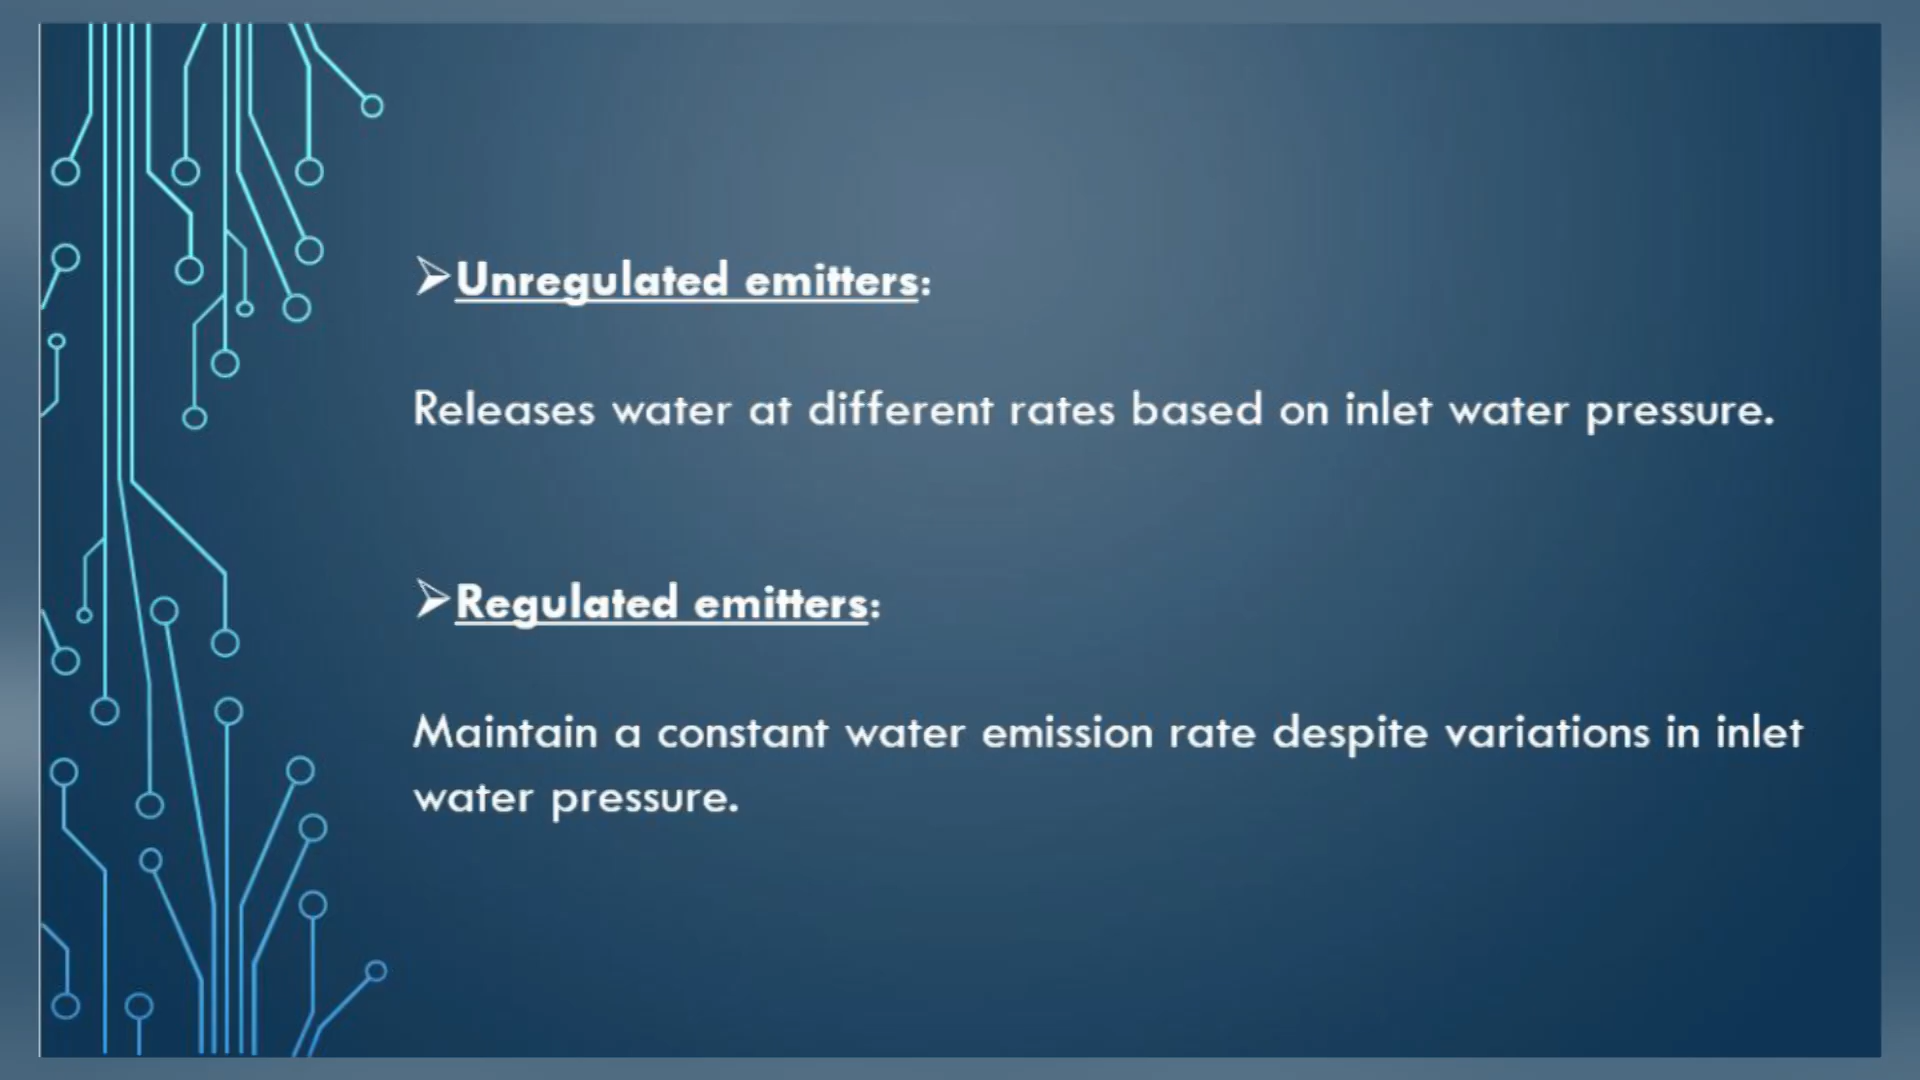 ➢Unregulated emitters:
Releases water at different rates based on inlet water pressure.
➢Regulated emitters:
Maintain a constant water emission rate despite variations in inlet
water pressure.